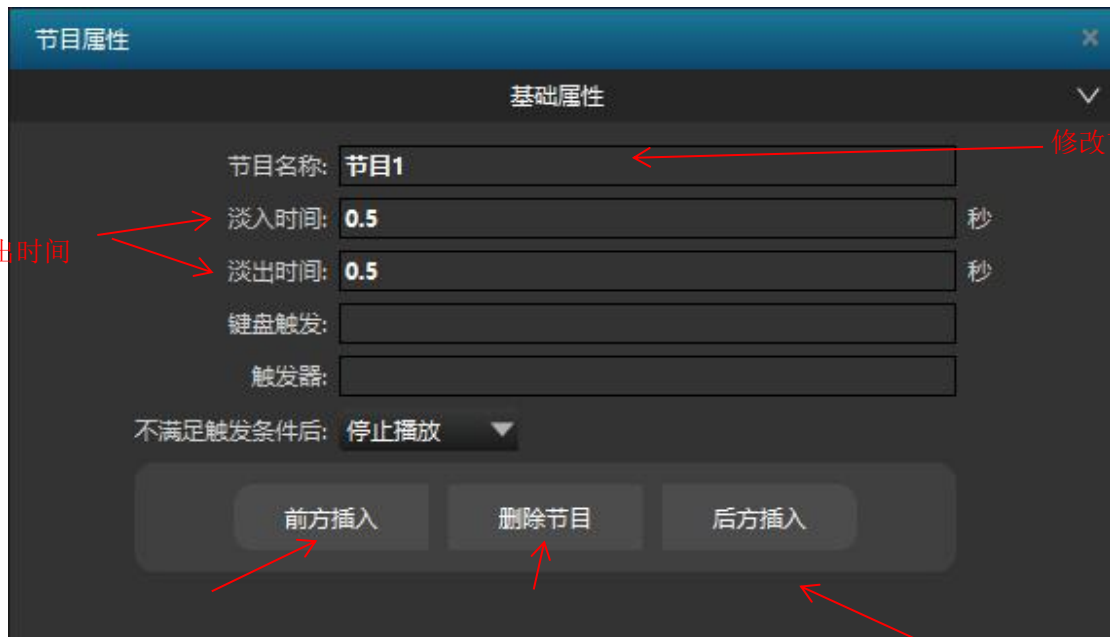 节目属性
基础属性
修改
节目名称: 节目1
淡入时间: 0.5 秒
出时间
淡出时间: 0.5 秒
键盘触发:
触发器:
不满足触发条件后: 停止播放
前方插入 删除节目 后方插入